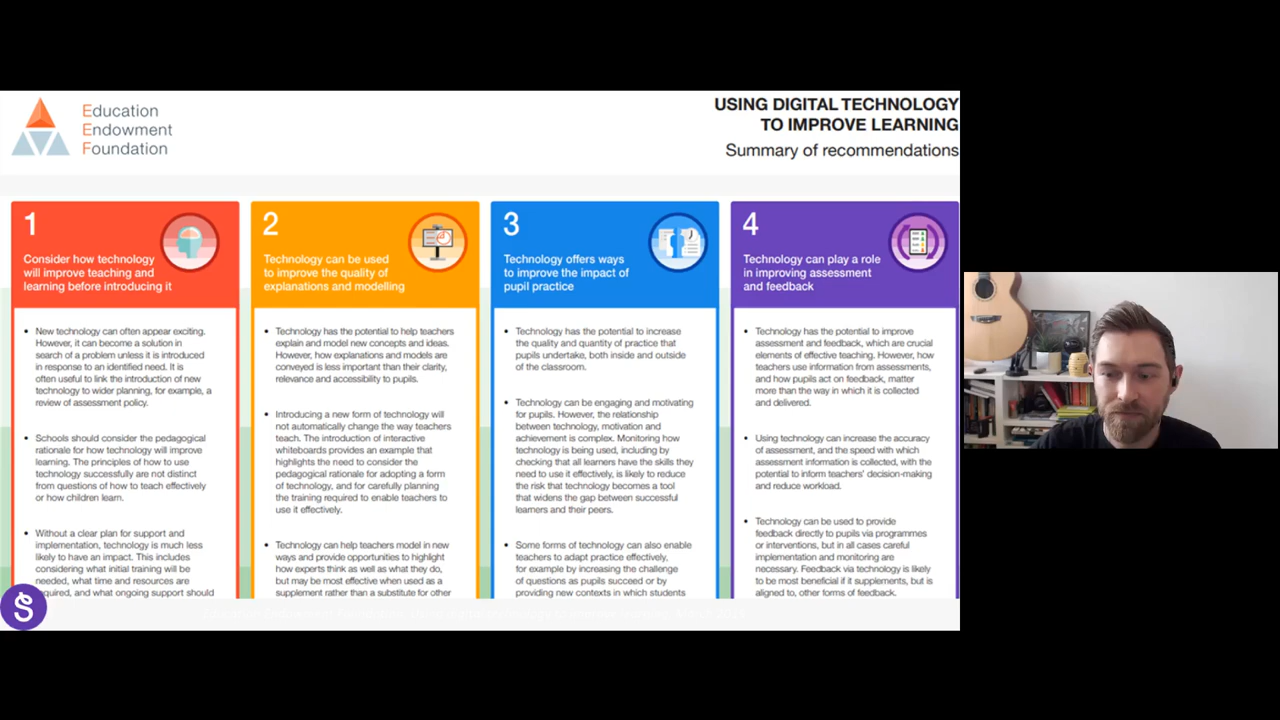 Education
Endowment
Foundation
USING DIGITAL TECHNOLOGY
TO IMPROVE LEARNING
Summary of recommendations
1
Consider how technology
will improve teaching and
learning before introducing it
New technology can often appear exciting.
However, it can become a solution in
search of a problem unless it is introduced
in response to an identified need. It is
often useful to link the introduction of new
technology to wider planning, for example, a
review of assessment policy.
Schools should consider the pedagogical
rationale for how technology will improve
learning. The principles of how to use
technology successfully are not distinct
from questions of how to teach effectively
or how children learn.
Without a clear plan for support and
implementation, technology is much less
likely to have an impact. This includes
considering what initial training will be
needed, what time and resources are
quired, and what ongoing support should
2
Technology can be used
to improve the quality of
explanations and modelling
Technology has the potential to help teachers
explain and model new concepts and ideas.
However, how explanations and models are
conveyed is less important than their clarity,
relevance and accessibility to pupils.
Introducing a new form of technology will
not automatically change the way teachers
teach. The introduction of interactive
whiteboards provides an example that
highlights the need to consider the
pedagogical rationale for adopting a form
of technology, and for carefully planning
the training required to enable teachers to
use it effectively.
Technology can help teachers model in new
ways and provide opportunities to highlight
how experts think as well as what they do,
but may be most effective when used as a
supplement rather than a substitute for other
3
Technology offers ways
to improve the impact of
pupil practice
Technology has the potential to increase
the quality and quantity of practice that
pupils undertake, both inside and outside
of the classroom.
Technology can be engaging and motivating
for pupils. However, the relationship
between technology, motivation and
achievement is complex. Monitoring how
technology is being used, including by
checking that all learners have the skills they
need to use it effectively, is likely to reduce
the risk that technology becomes a tool
that widens the gap between successful
learners and their peers.
Some forms of technology can also enable
teachers to adapt practice effectively,
for example by increasing the challenge
of questions as pupils succeed or by
providing new contexts in which students
4
Technology can play a role
in improving assessment
and feedback
Technology has the potential to improve
assessment and feedback, which are crucial
elements of effective teaching. However, how
teachers use information from assessments,
and how pupils act on feedback, matter
more than the way in which it is collected
and delivered.
Using technology can increase the accuracy
of assessment, and the speed with which
assessment information is collected, with the
potential to inform teachers' decision-making
and reduce workload.
Technology can be used to provide
feedback directly to pupils via programmes
or interventions, but in all cases careful
implementation and monitoring are
necessary. Feedback via technology is likely
to be most beneficial if it supplements, but is
aligned to, other forms of feedback.